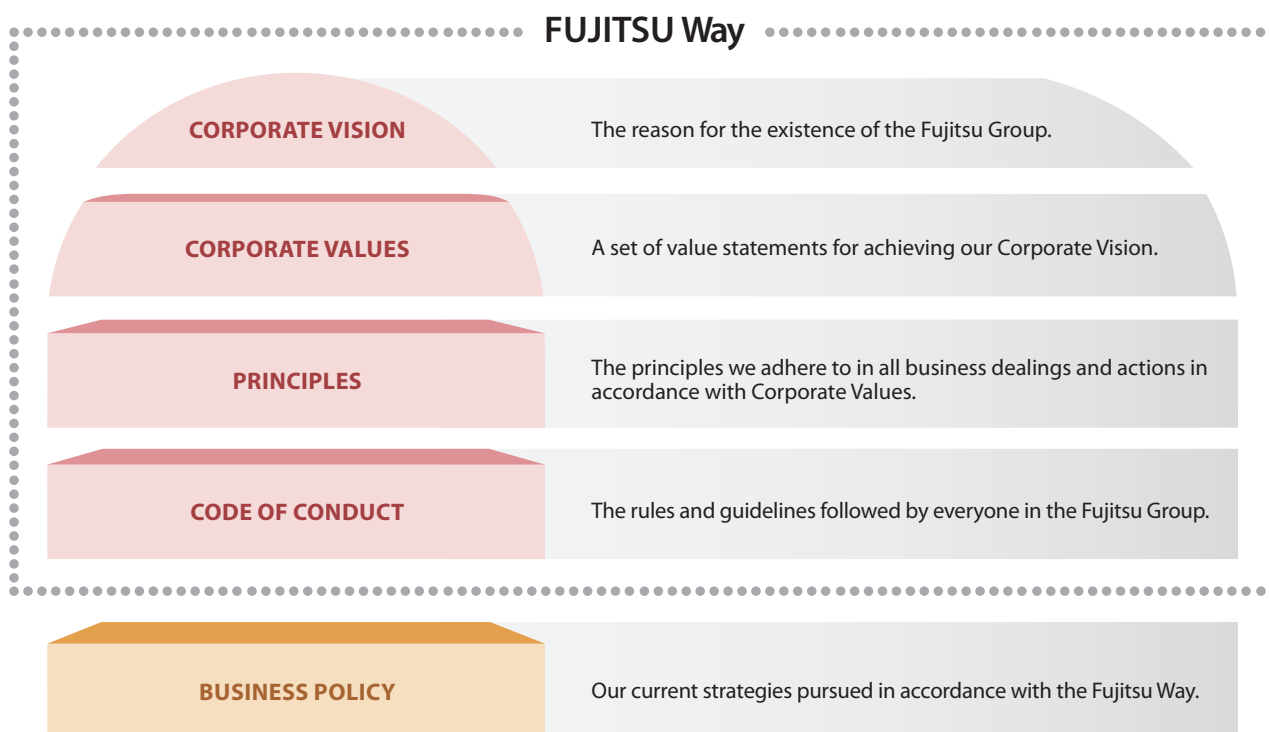 FUJITSU Way
CORPORATE VISION
The reason for the existence of the Fujitsu Group.
CORPORATE VALUES
A set of value statements for achieving our Corporate Vision.
PRINCIPLES
The principles we adhere to in all business dealings and actions in
accordance with Corporate Values.
CODE OF CONDUCT
The rules and guidelines followed by everyone in the Fujitsu Group.
BUSINESS POLICY
Our current strategies pursued in accordance with the Fujitsu Way.